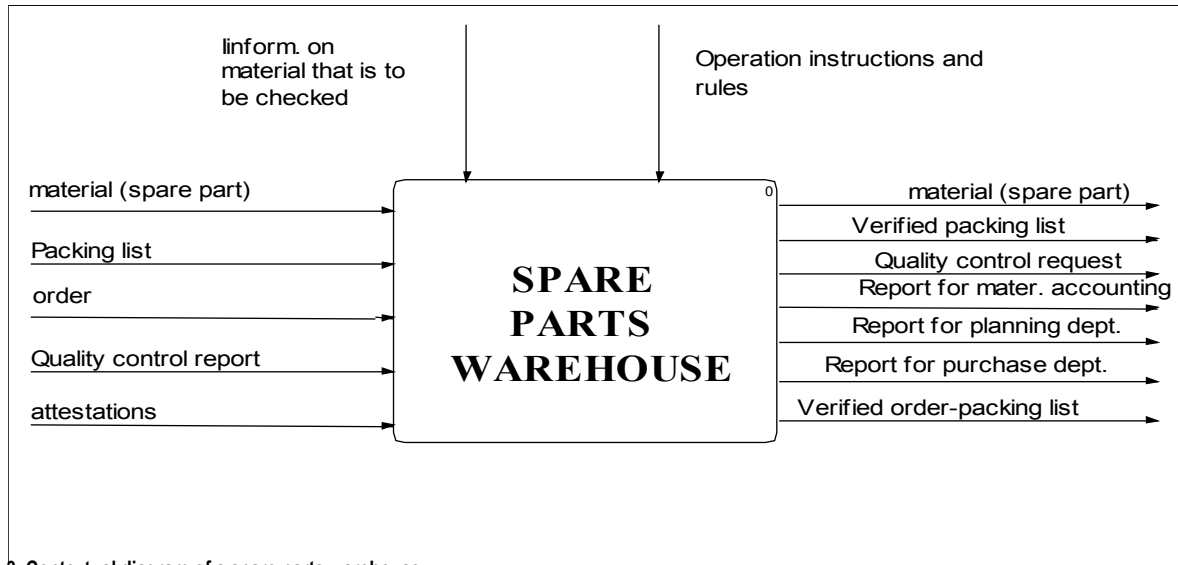 Iinform. on
material that is to
be checked
Operation instructions and
rules
material (spare part)
Packing list
order
Quality control report
attestations
0
SPARE
PARTS
WAREHOUSE
material (spare part)
Verified packing list
Quality control request
Report for mater. accounting
Report for planning dept.
Report for purchase dept.
Verified order-packing list